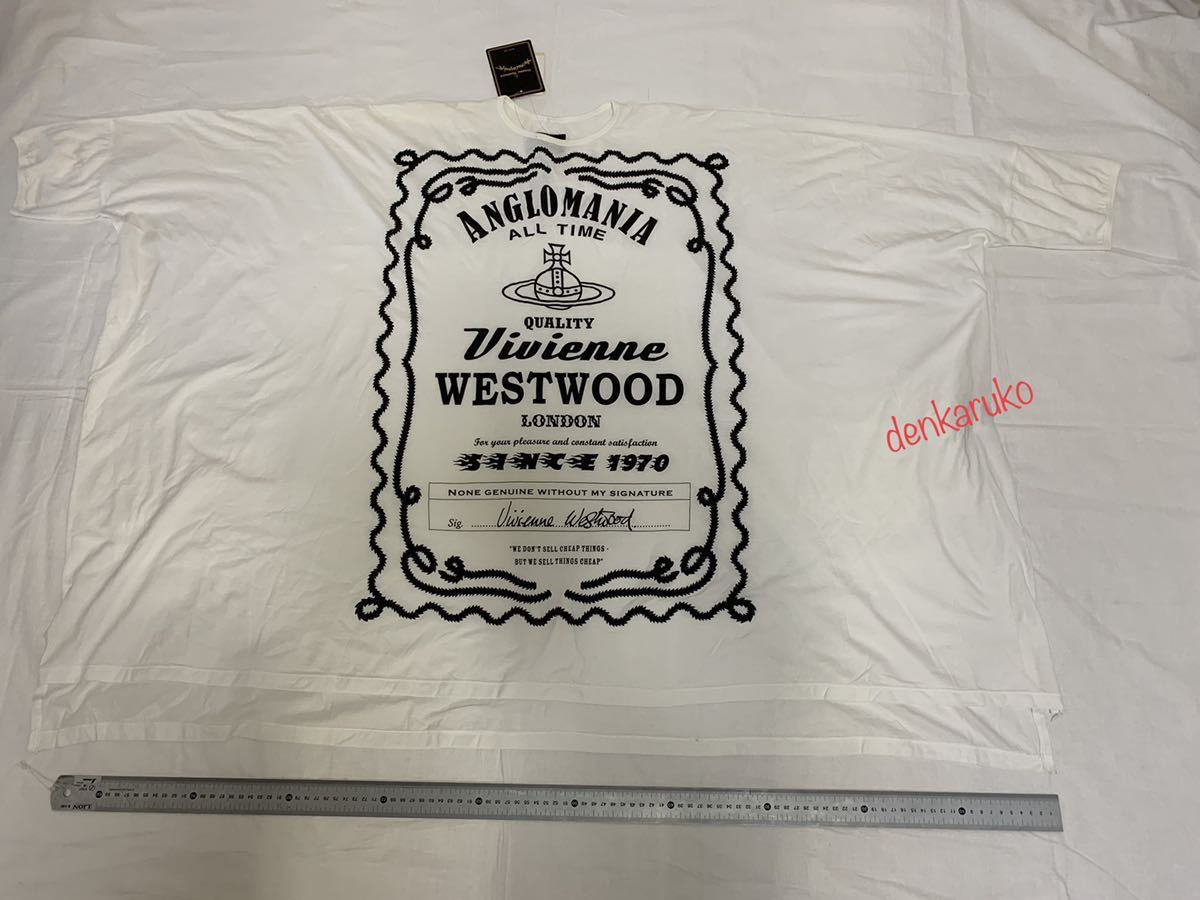 ANGLOMANIA
ALL TIME
QUALITY
Vivienne
WESTWOOD
LONDON
For your pleasure and constant satisfaction
SINCE 1970
NONE GENUINE WITHOUT MY SIGNATURE
Sig. Vivienne Westwood
"WE DON'T SELL CHEAP THINGS -
BUT WE SELL THINGS CHEAP"
denkaruko
LION